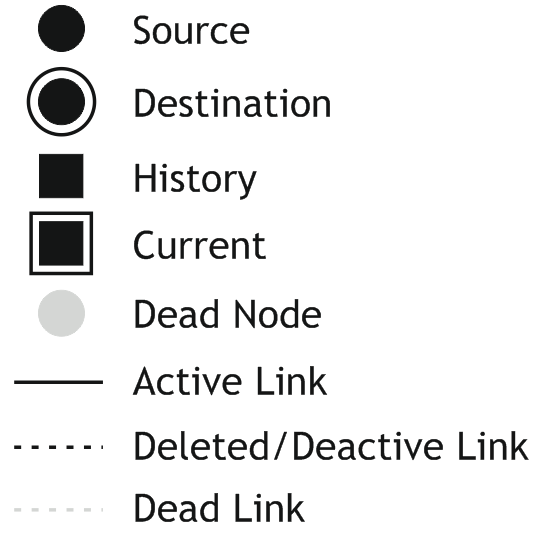 Source
Destination
History
Current
Dead Node
Active Link
Deleted/Deactive Link
Dead Link